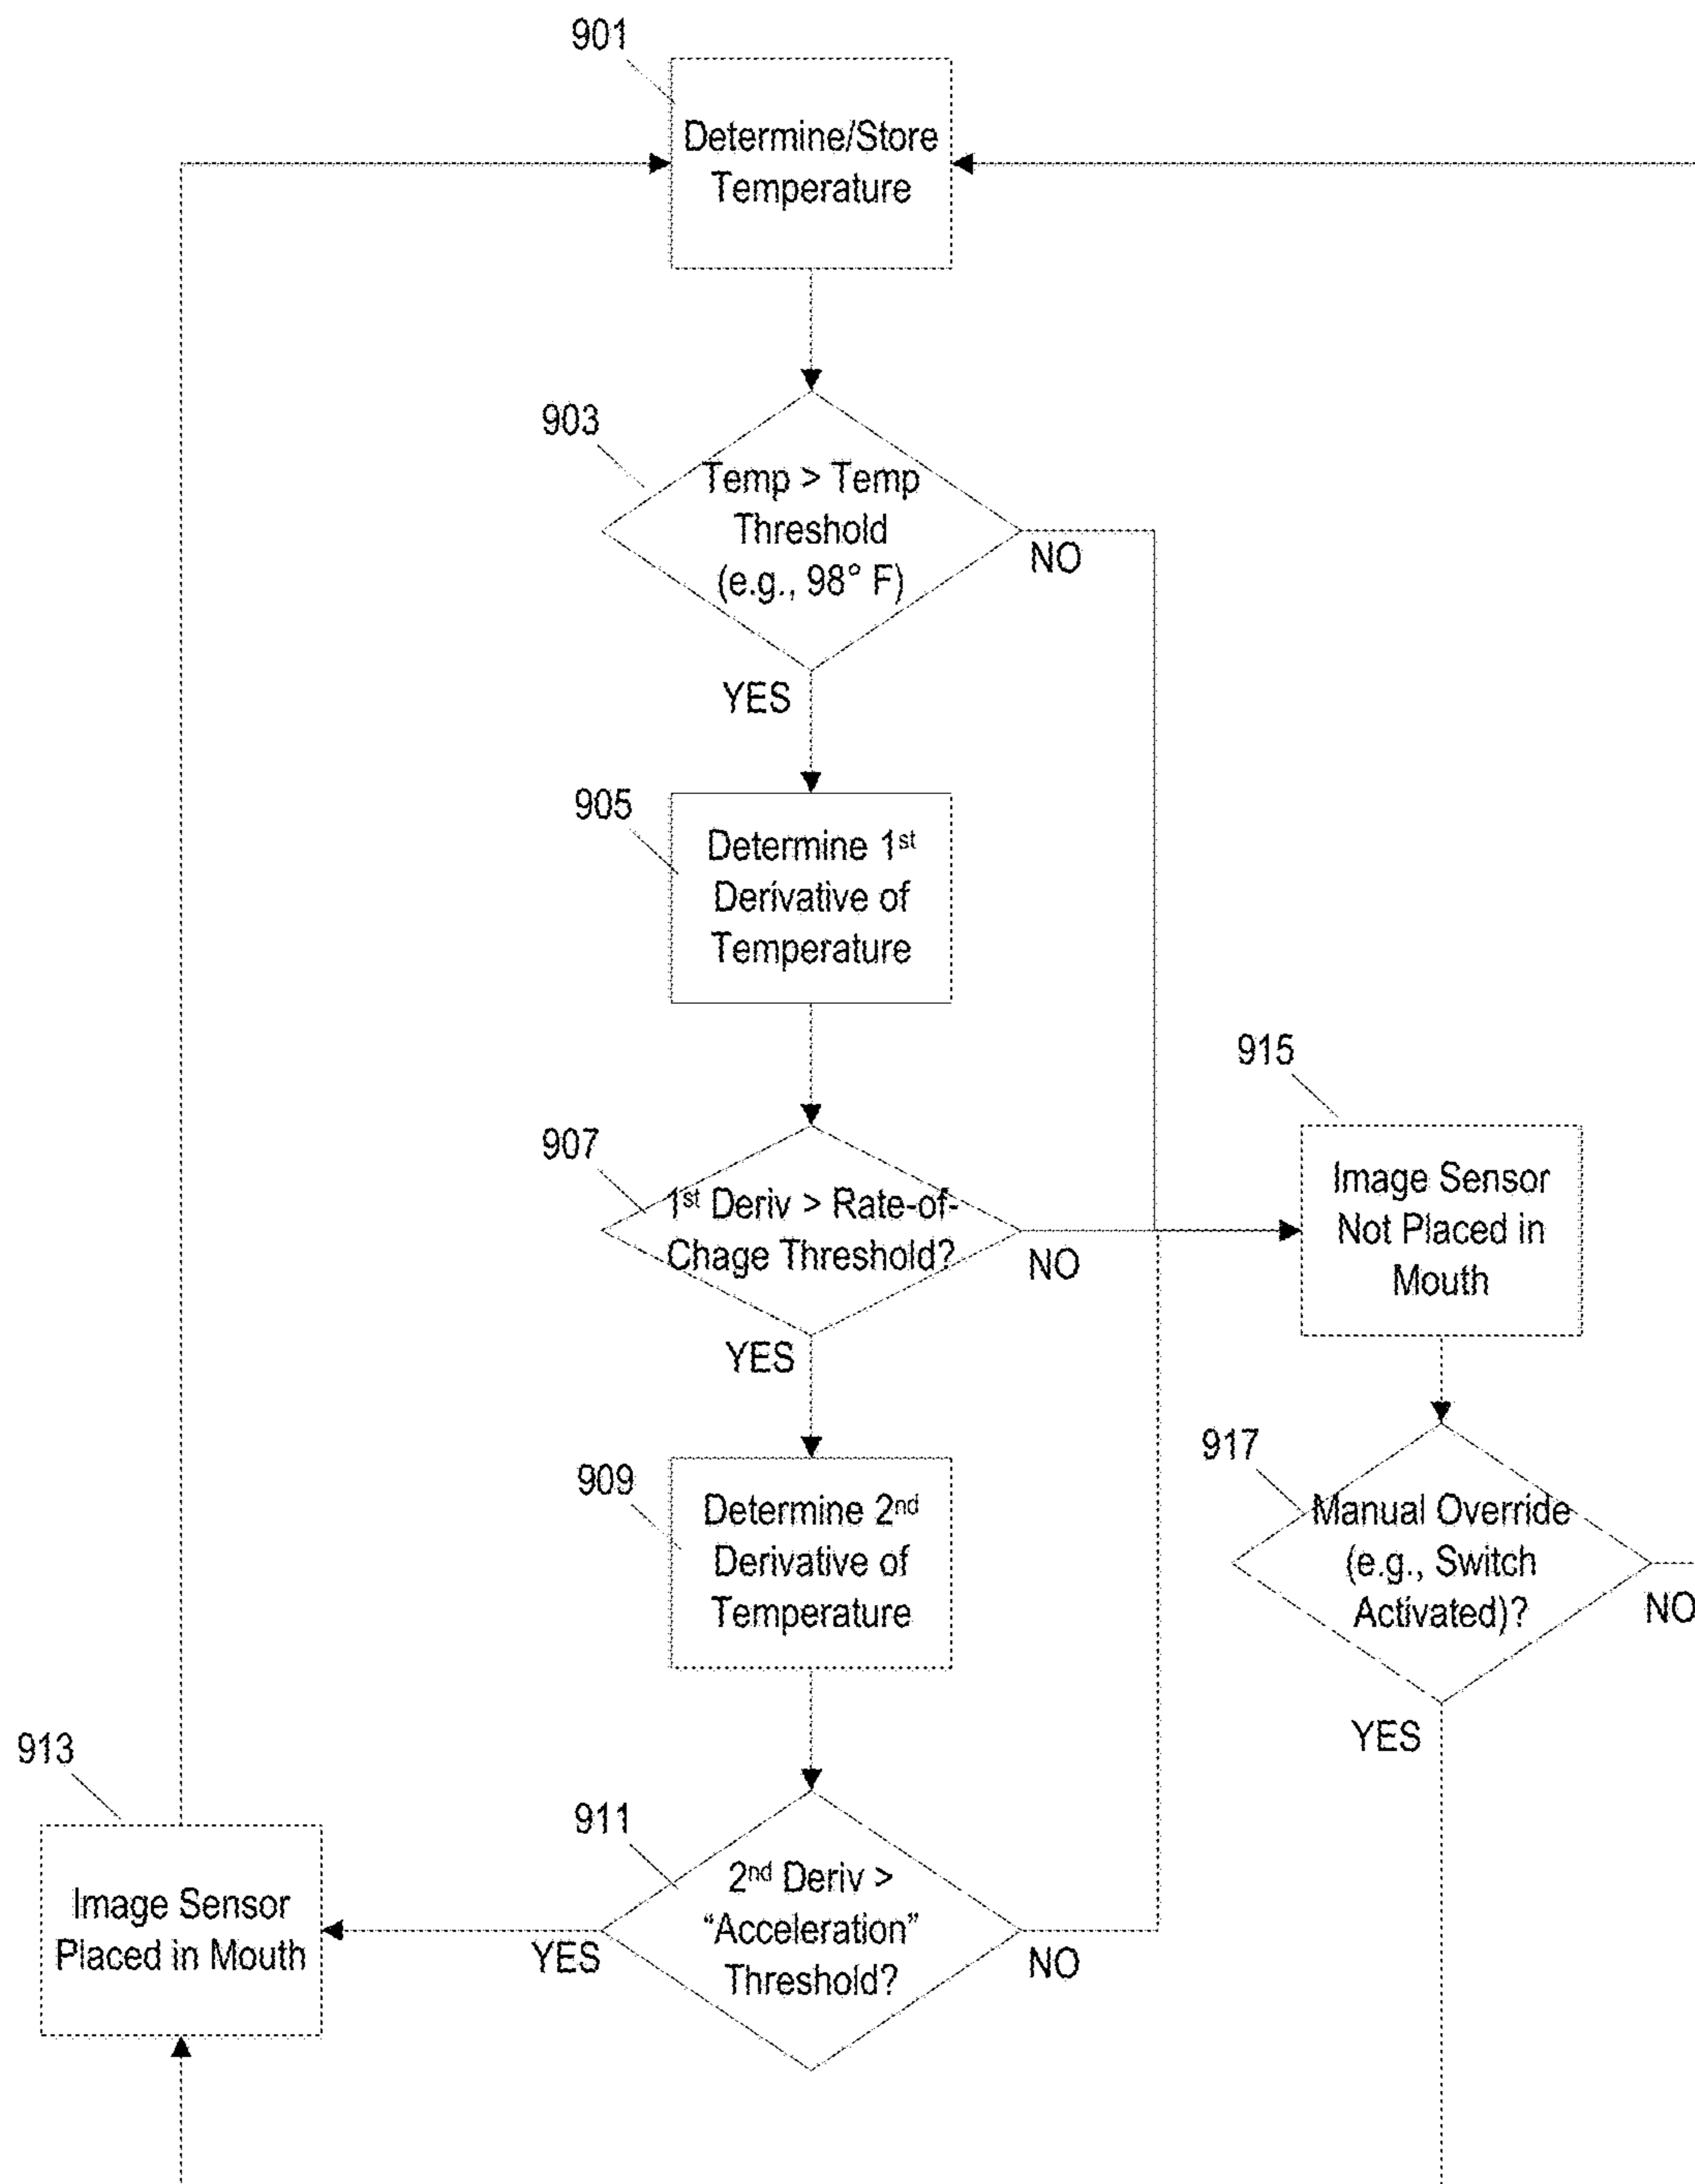 901
Determine/Store
Temperature
903
Temp > Temp
Threshold
(e.g., 98° F)
NO
YES
905
Determine 1st
Derivative of
Temperature
907
1st Deriv > Rate-of-
Chage Threshold?
NO
YES
915
Image Sensor
Not Placed in
Mouth
909
Determine 2nd
Derivative of
Temperature
917
Manual Override
(e.g., Switch
Activated)?
NO
YES
911
2nd Deriv >
“Acceleration”
Threshold?
YES
NO
913
Image Sensor
Placed in Mouth